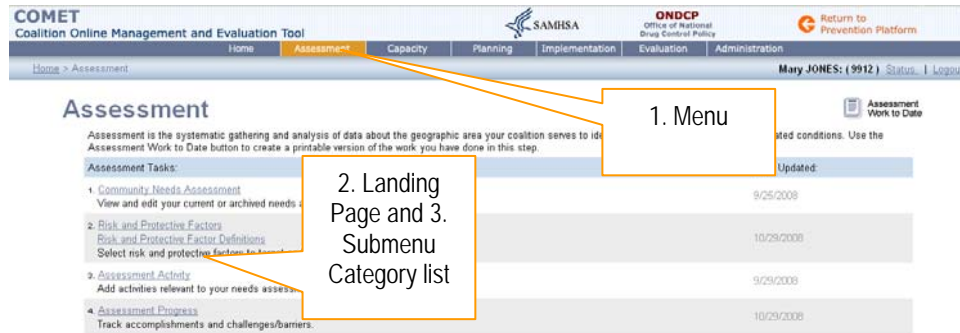 COMET
Coalition Online Management and Evaluation Tool
SAMHSA
ONDCP
Office of National
Drug Control Policy
Return to
Prevention Platform
Home Assessment Capacity Planning Implementation Evaluation Administration
Home > Assessment
Mary JONES: ( 9912 ) Status | Logou
Assessment
Assessment
Work to Date
Assessment is the systematic gathering and analysis of data about the geographic area your coalition serves to ide
ated conditions. Use the
Assessment Work to Date button to create a printable version of the work you have done in this step.
1. Menu
Assessment Tasks:
Updated:
1. Community Needs Assessment
View and edit your current or archived needs a
9/25/2008
2. Risk and Protective Factors
Risk and Protective Factor Definitions
Select risk and protective factors to
10/29/2008
2. Landing
Page and 3.
Submenu
Category list
3. Assessment Activity
Add activities relevant to your needs asses
9/29/2008
4. Assessment Progress
Track accomplishments and challenges/barriers.
10/29/2008